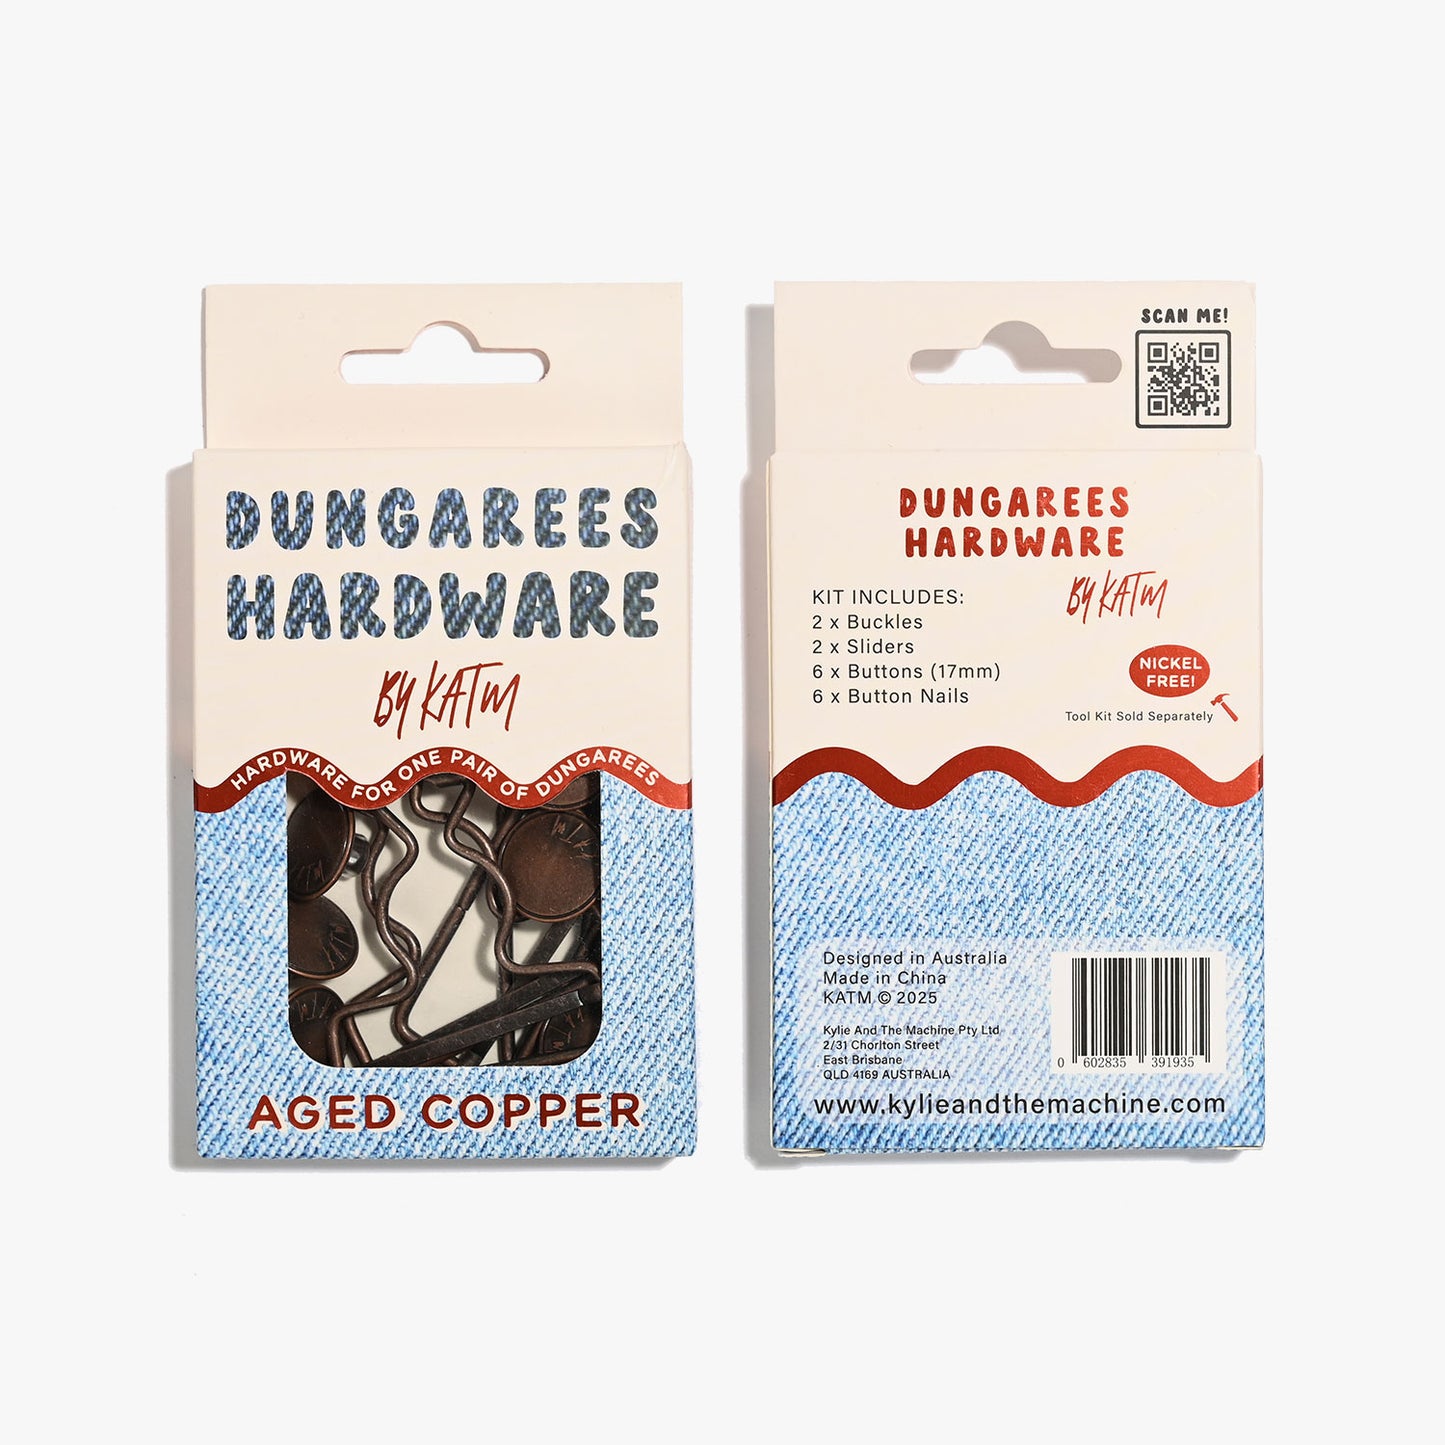 DUNGAREES
HARDWARE
BY KATM
HARDWARE FOR ONE PAIR OF DUNGAREES
AGED COPPER
SCAN ME!
DUNGAREES
HARDWARE
BY KATM
KIT INCLUDES:
2 x Buckles
2 x Sliders
6 x Buttons (17mm)
6 x Button Nails
NICKEL
FREE!
Tool Kit Sold Separately
Designed in Australia
Made in China
KATM © 2025
Kylie And The Machine Pty Ltd
2/31 Chorlton Street
East Brisbane
QLD 4169 AUSTRALIA
0 602835 391935
www.kylieandthemachine.com